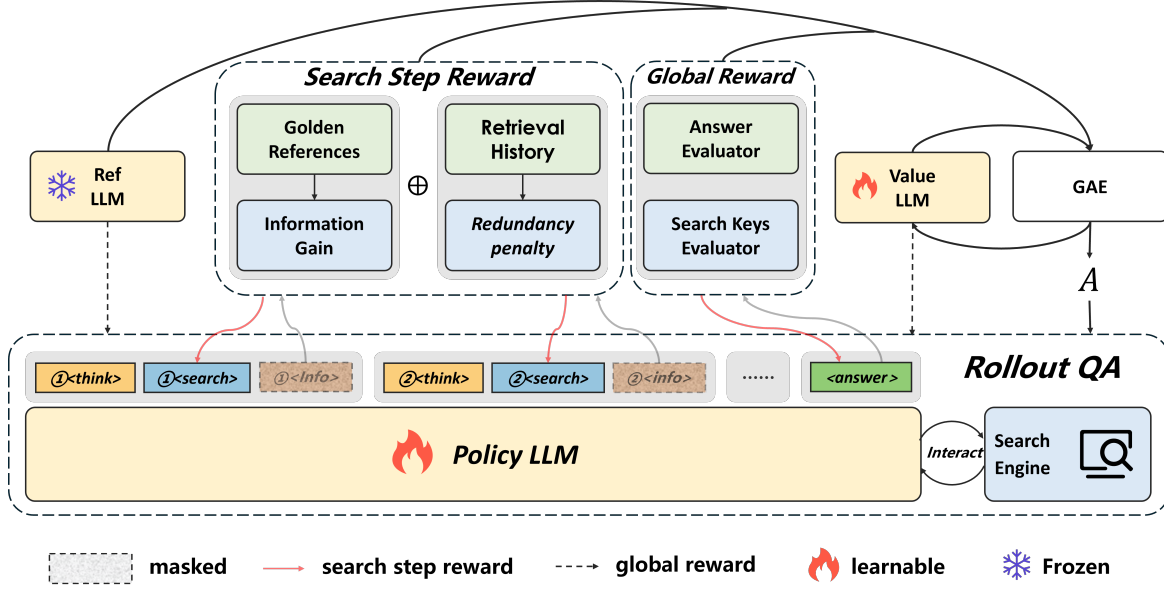 Search Step Reward
Global Reward
Golden
References
Retrieval
History
Answer
Evaluator
Ref
LLM
⊕
Value
LLM
GAE
Information
Gain
Redundancy
penalty
Search Keys
Evaluator
A
Rollout QA
①<think>
①<search>
①<Info>
②<think>
②<search>
②<info>
......
<answer>
Policy LLM
Interact
Search
Engine
masked
search step reward
global reward
learnable
Frozen